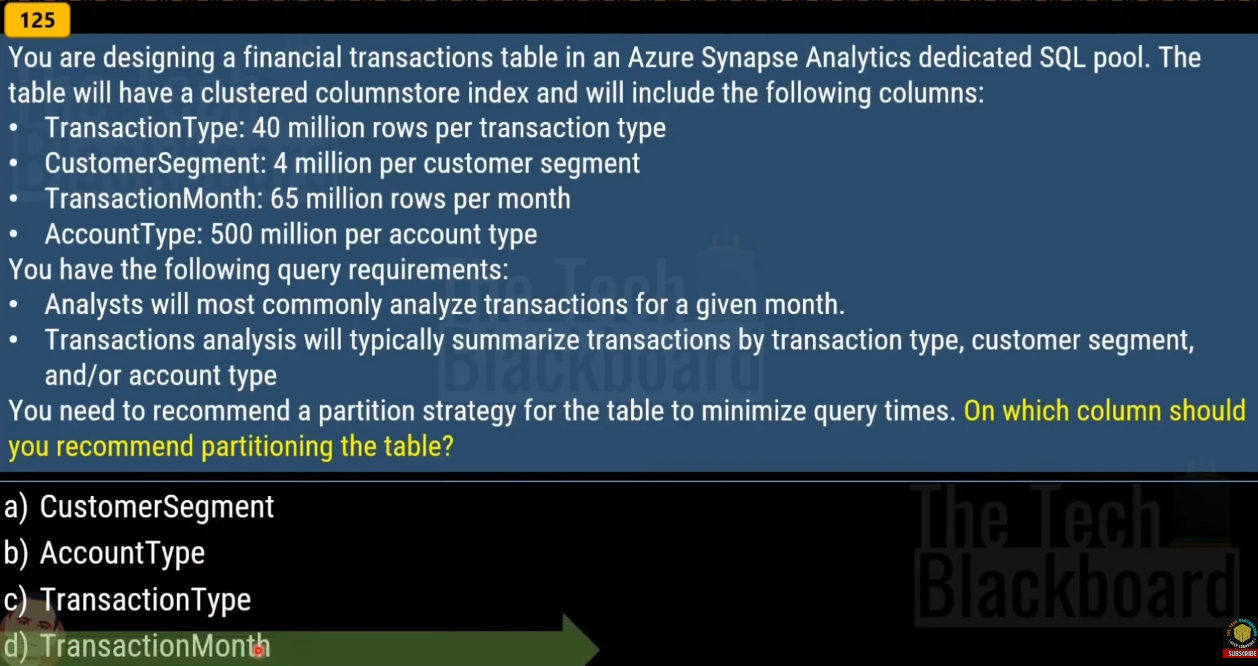 125
You are designing a financial transactions table in an Azure Synapse Analytics dedicated SQL pool. The
table will have a clustered columnstore index and will include the following columns:
• TransactionType: 40 million rows per transaction type
• CustomerSegment: 4 million per customer segment
• TransactionMonth: 65 million rows per month
• AccountType: 500 million per account type
You have the following query requirements:
• Analysts will most commonly analyze transactions for a given month.
• Transactions analysis will typically summarize transactions by transaction type, customer segment,
and/or account type
You need to recommend a partition strategy for the table to minimize query times. On which column should
you recommend partitioning the table?
a) CustomerSegment
b) AccountType
c) TransactionType
d) TransactionMonth
The Tech
Blackboard
The Tech
Blackboard
SUBSCRIBE